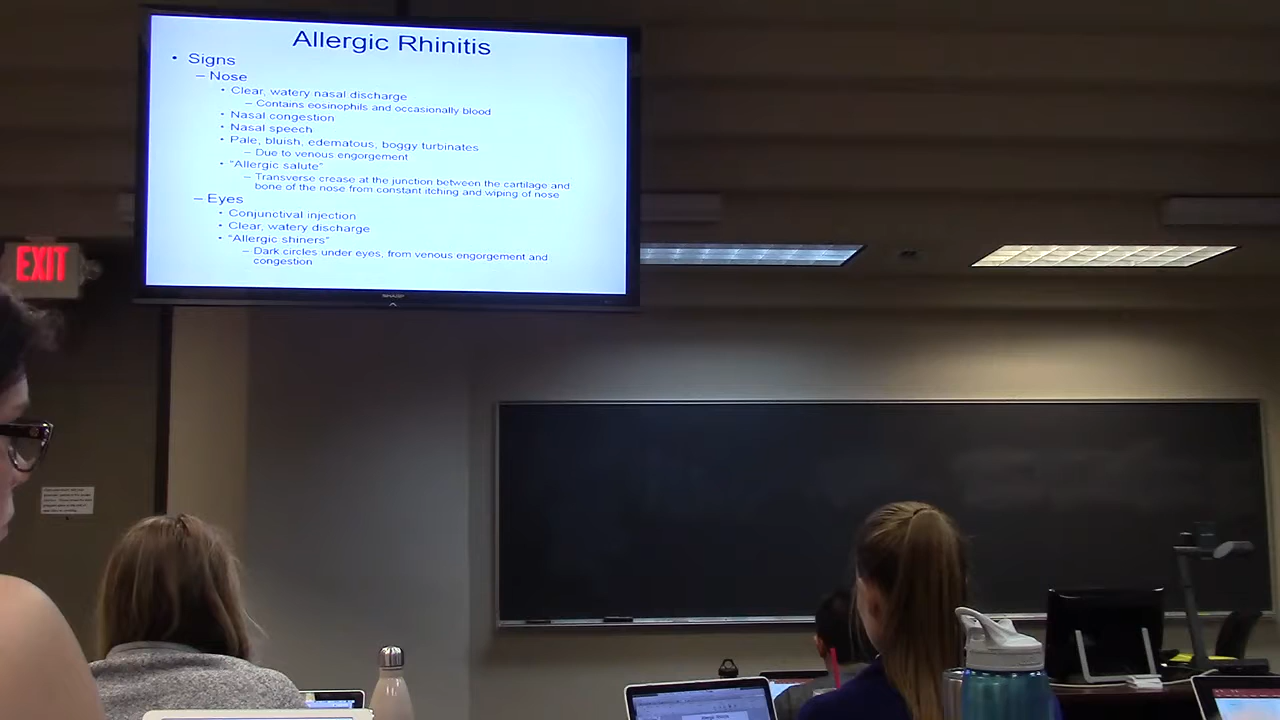 Allergic Rhinitis
• Signs
– Nose
• Clear, watery nasal discharge
– Contains eosinophils and occasionally blood
• Nasal congestion
• Nasal speech
• Pale, bluish, edematous, boggy turbinates
– Due to venous engorgement
• "Allergic salute"
– Transverse crease at the junction between the cartilage and
bone of the nose from constant itching and wiping of nose
– Eyes
• Conjunctival injection
• Clear, watery discharge
• "Allergic shiners"
– Dark circles under eyes, from venous engorgement and
congestion
SHARP
EXIT
Allergic Rhinitis